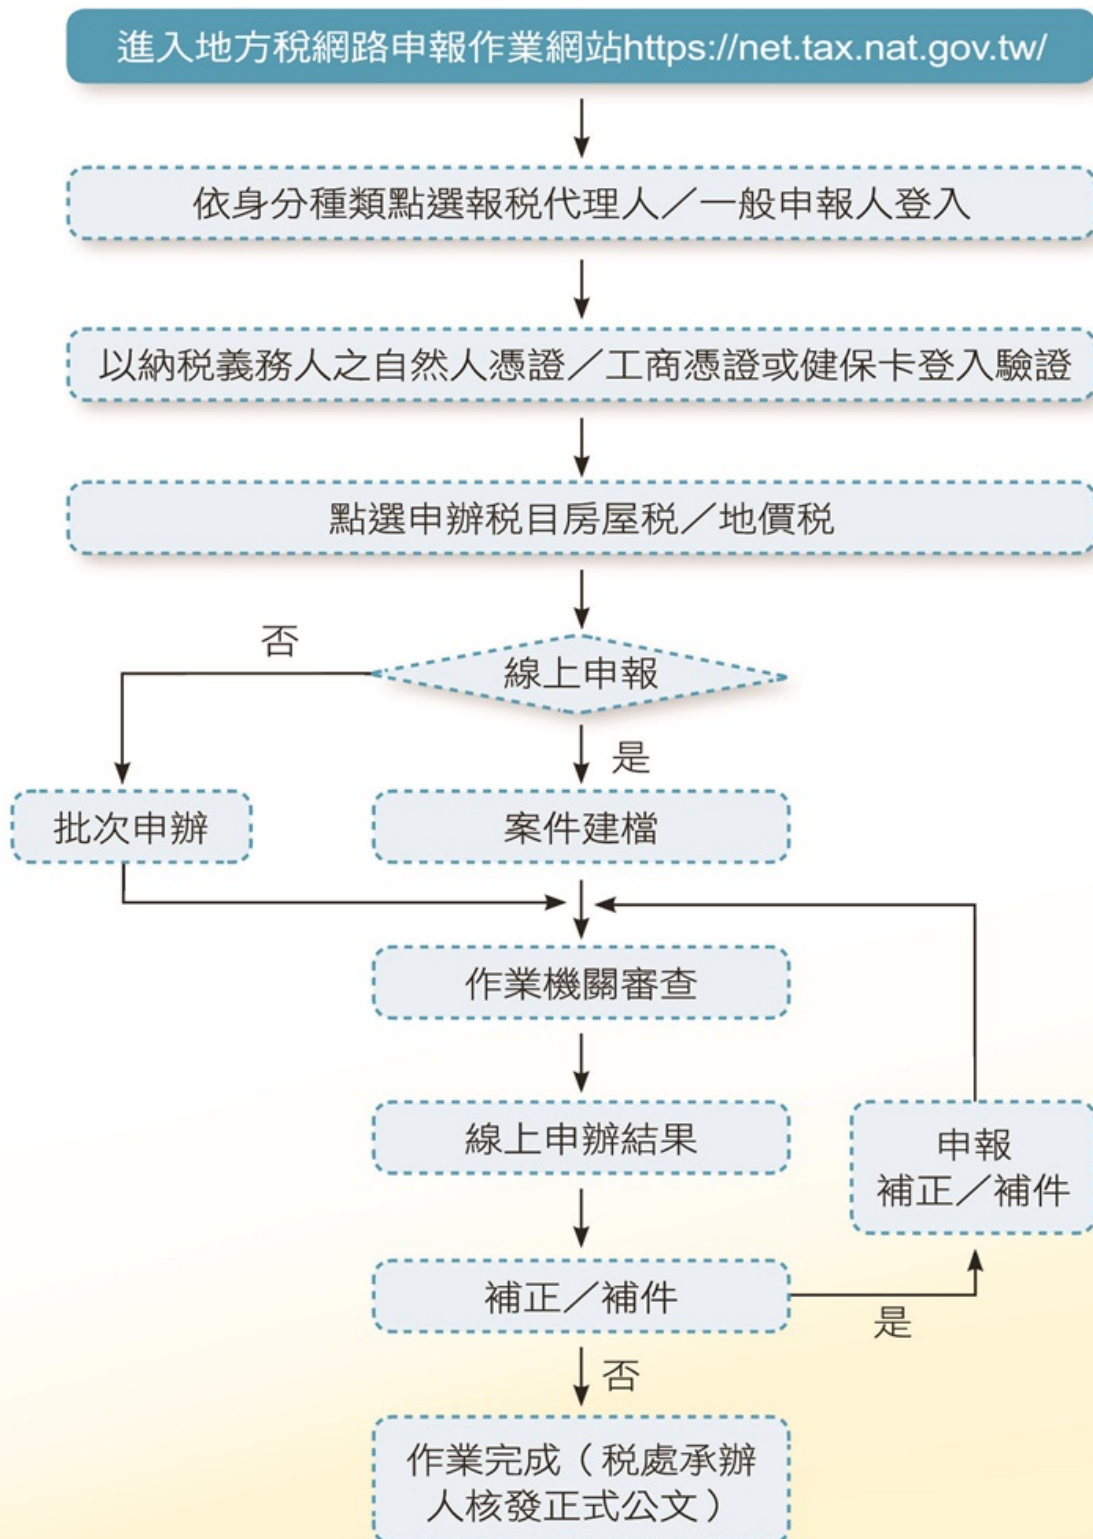 進入地方稅網路申報作業網站https://net.tax.nat.gov.tw/
依身分種類點選報稅代理人／一般申報人登入
以納稅義務人之自然人憑證／工商憑證或健保卡登入驗證
點選申辦稅目房屋稅／地價稅
否
線上申報
是
批次申辦
案件建檔
作業機關審查
線上申辦結果
申報
補正／補件
補正／補件
是
否
作業完成（稅處承辦
人核發正式公文）